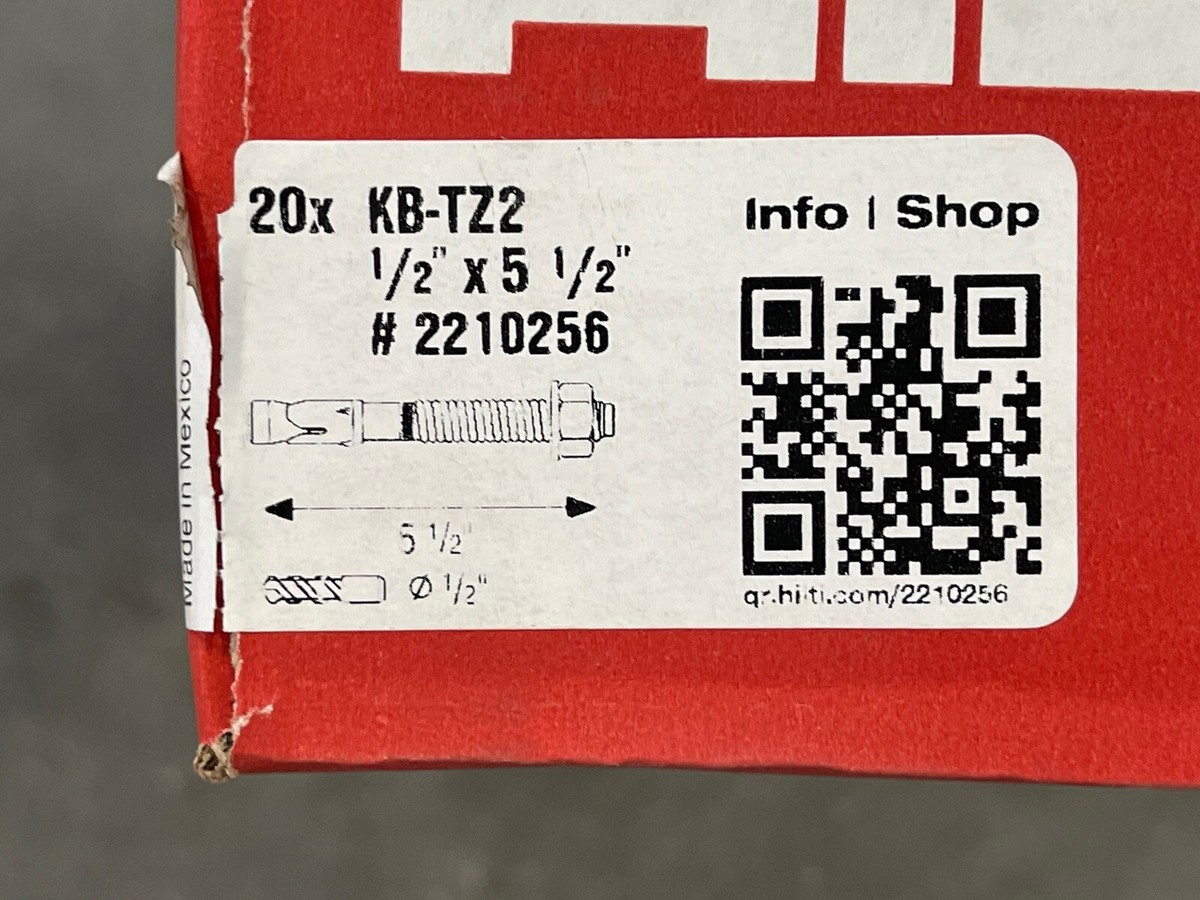 20x KB-TZ2
1/2" x 5 1/2"
# 2210256
Info | Shop
5 1/2"
Ø 1/2"
qr.hilti.com/2210256
Made in Mexico